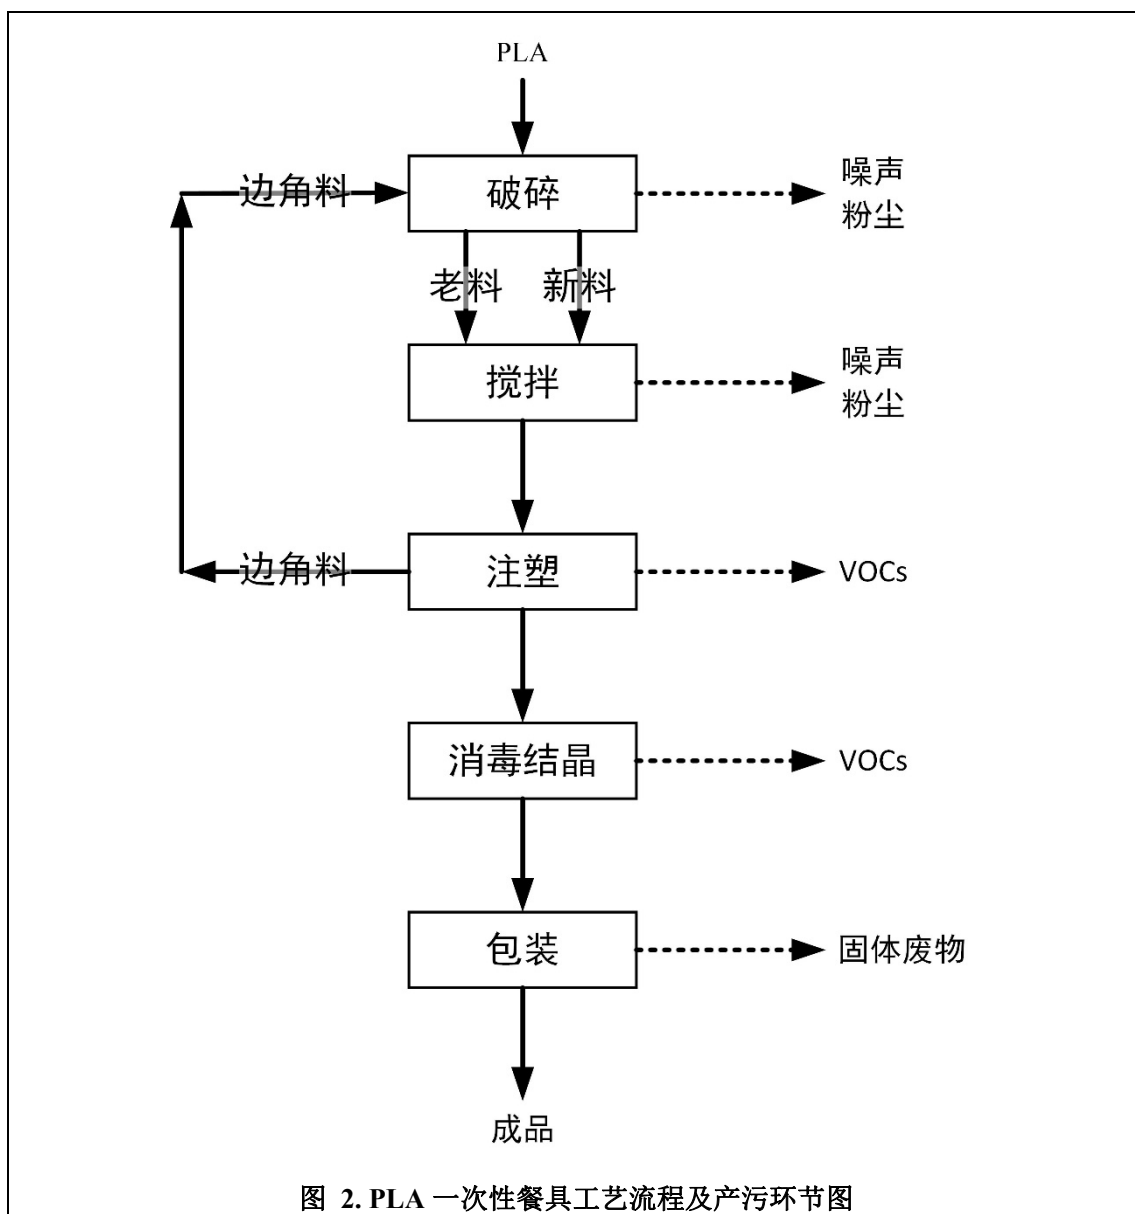 PLA
边角料
破碎
噪声
粉尘
老料
新料
搅拌
噪声
粉尘
边角料
注塑
VOCs
消毒结晶
VOCs
包装
固体废物
成品
图 2. PLA 一次性餐具工艺流程及产污环节图